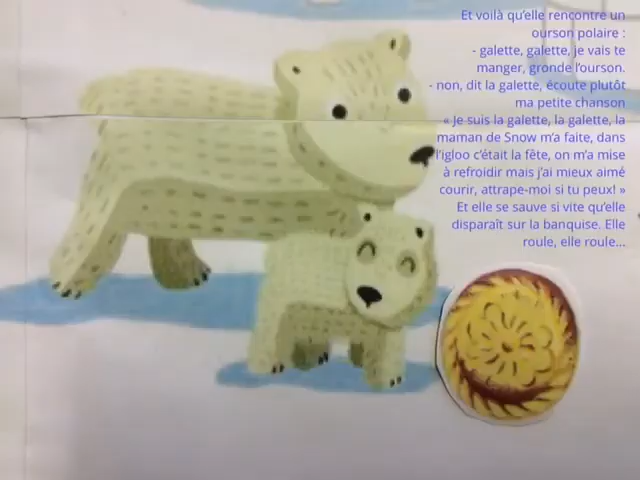 Et voilà qu'elle rencontre un
ourson polaire :
- galette, galette, je vais te
manger, gronde l'ourson.
- non, dit la galette, écoute plutôt
ma petite chanson
« Je suis la galette, la galette, la
maman de Snow m'a faite, dans
l'igloo c'était la fête, on m'a mise
à refroidir mais j'ai mieux aimé
courir, attrape-moi si tu peux! »
Et elle se sauve si vite qu'elle
disparaît sur la banquise. Elle
roule, elle roule...